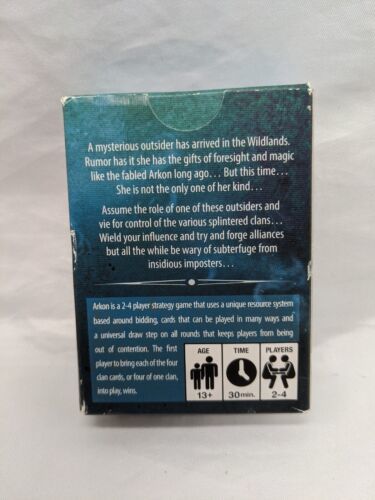 A mysterious outsider has arrived in the Wildlands.
Rumor has it she has the gifts of foresight and magic
like the fabled Arkon long ago... But this time...
She is not the only one of her kind...
Assume the role of one of these outsiders and
vie for control of the various splintered clans...
Wield your influence and try and forge alliances
but all the while be wary of subterfuge from
insidious imposters...
Arkon is a 2-4 player strategy game that uses a unique resource system
based around bidding, cards that can be played in many ways and
a universal draw step on all rounds that keeps players from being
out of contention. The first
player to bring each of the four
clan cards, or four of one clan,
into play, wins.
AGE
13+
TIME
30 min.
PLAYERS
2-4